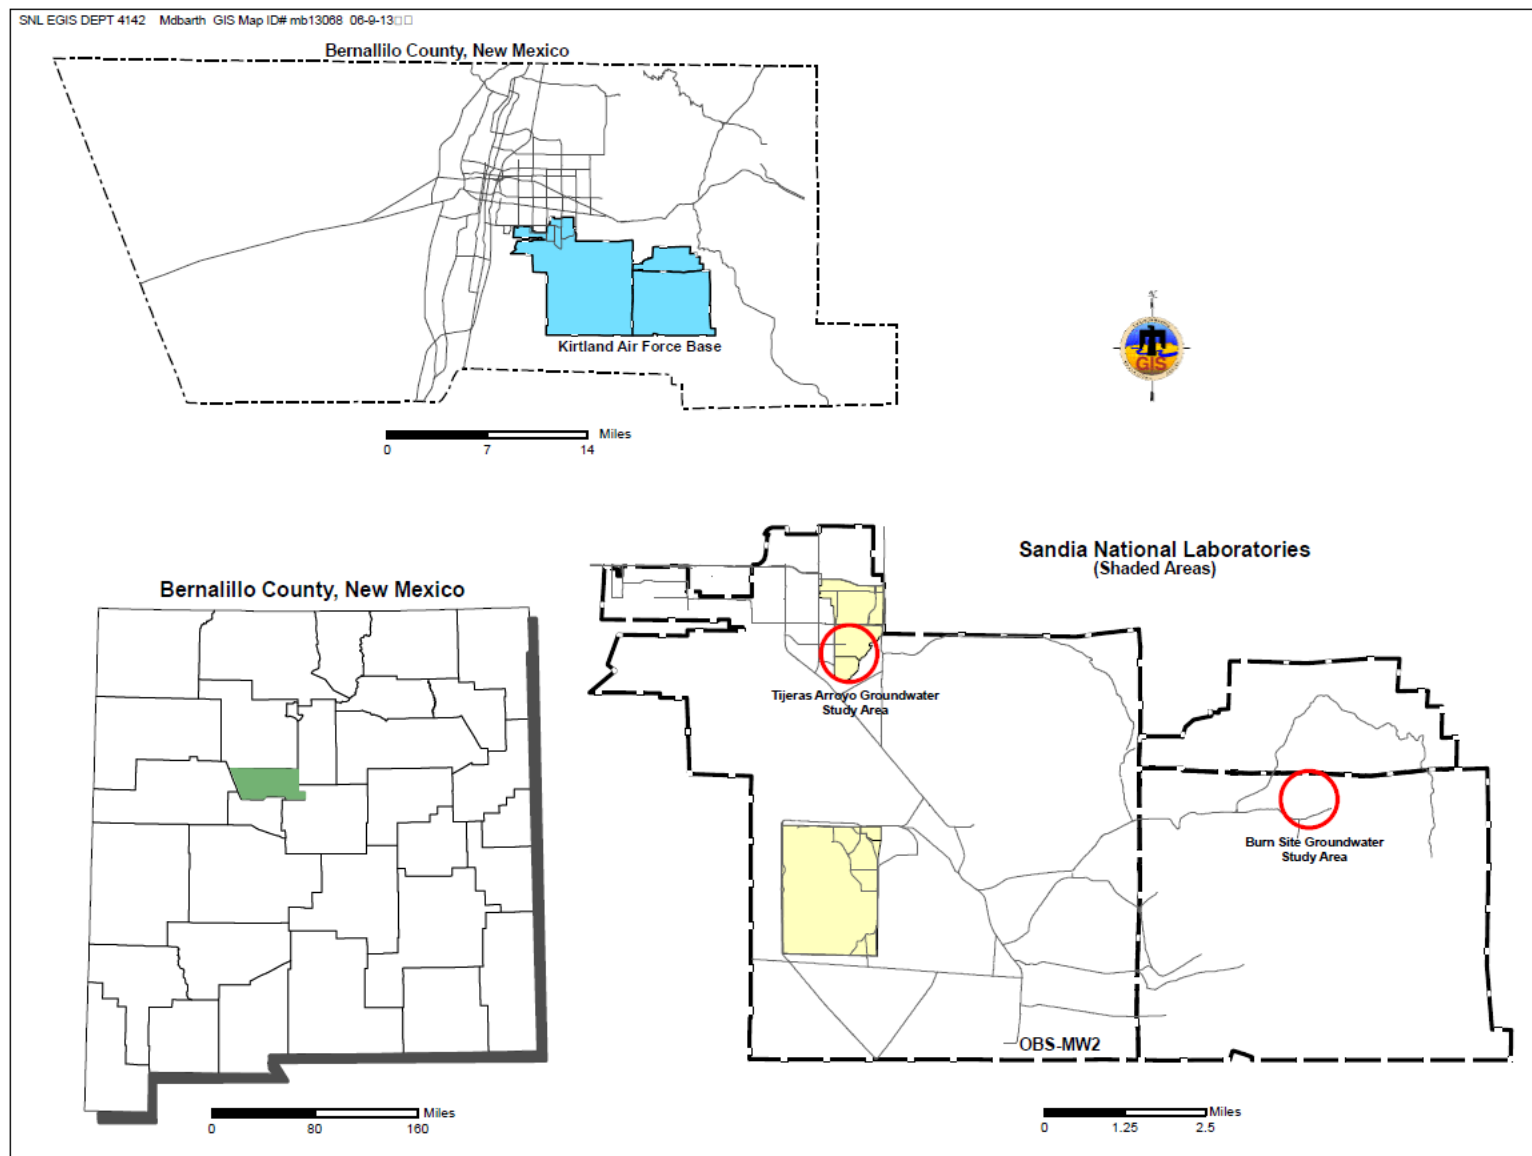 SNL EGIS DEPT 4142 Mdbarth GIS Map ID# mb13068 06-9-13□□
Bernallilo County, New Mexico
Kirtland Air Force Base
Miles
0 7 14
N
GIS
Sandia National Laboratories
(Shaded Areas)
Bernalillo County, New Mexico
Tijeras Arroyo Groundwater
Study Area
Burn Site Groundwater
Study Area
OBS-MW2
Miles
0 80 160
Miles
0 1.25 2.5